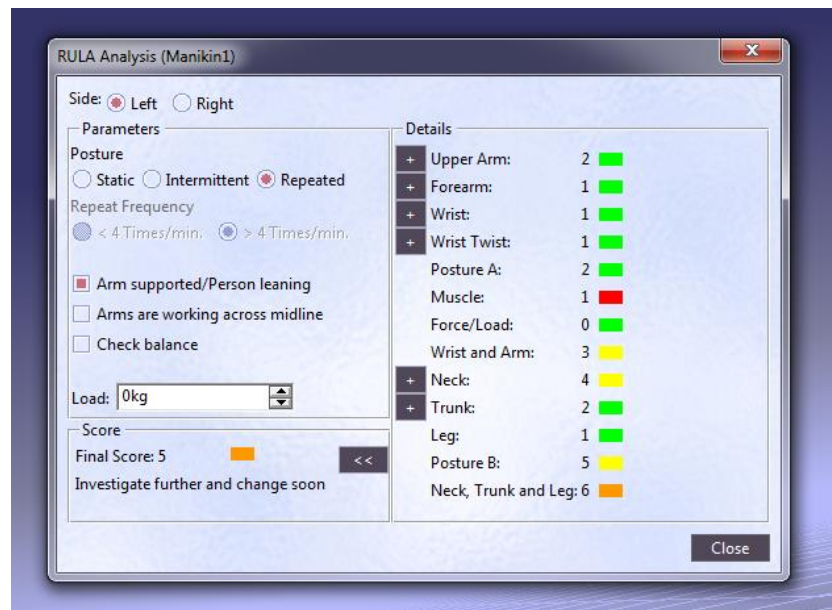 RULA Analysis (Manikin1)
x
Side: Left Right
Parameters
Posture
Static Intermittent Repeated
Repeat Frequency
< 4 Times/min. > 4 Times/min.
Arm supported/Person leaning
Arms are working across midline
Check balance
Load: 0kg
Score
Final Score: 5
<<
Investigate further and change soon
Details
+ Upper Arm: 2
+ Forearm: 1
+ Wrist: 1
+ Wrist Twist: 1
Posture A: 2
Muscle: 1
Force/Load: 0
Wrist and Arm: 3
+ Neck: 4
+ Trunk: 2
Leg: 1
Posture B: 5
Neck, Trunk and Leg: 6
Close